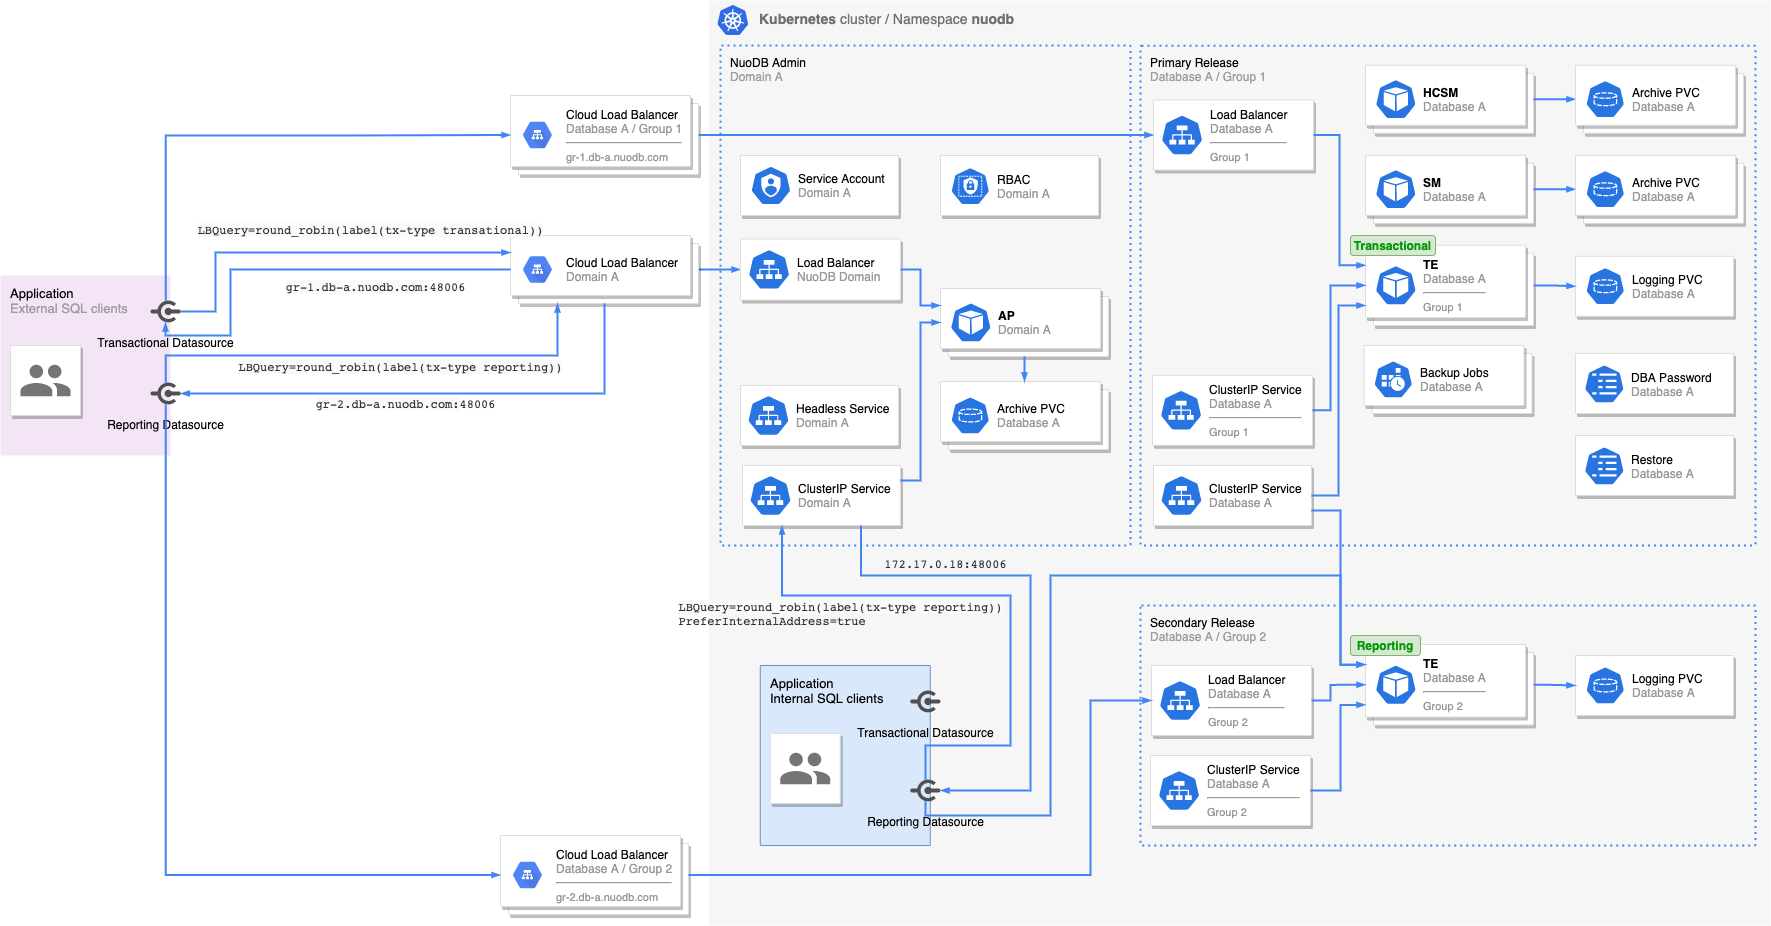 Kubernetes cluster / Namespace nuodb
NuoDB Admin
Domain A
Primary Release
Database A / Group 1
HCSM
Database A
Archive PVC
Database A
Cloud Load Balancer
Database A / Group 1
gr-1.db-a.nuodb.com
Load Balancer
Database A
Group 1
Service Account
Domain A
RBAC
Domain A
SM
Database A
Archive PVC
Database A
LBQuery=round_robin(label(tx-type transational))
Cloud Load Balancer
Domain A
gr-1.db-a.nuodb.com:48006
Load Balancer
NuoDB Domain
Transactional
TE
Database A
Group 1
Logging PVC
Database A
Application
External SQL clients
Transactional Datasource
AP
Domain A
LBQuery=round_robin(label(tx-type reporting))
gr-2.db-a.nuodb.com:48006
Reporting Datasource
Headless Service
Domain A
Archive PVC
Database A
ClusterIP Service
Database A
Group 1
Backup Jobs
Database A
DBA Password
Database A
Restore
Database A
ClusterIP Service
Domain A
ClusterIP Service
Database A
172.17.0.18:48006
LBQuery=round_robin(label(tx-type reporting))
PreferInternalAddress=true
Secondary Release
Database A / Group 2
Reporting
TE
Database A
Group 2
Logging PVC
Database A
Load Balancer
Database A
Group 2
Application
Internal SQL clients
Transactional Datasource
Reporting Datasource
ClusterIP Service
Database A
Group 2
Cloud Load Balancer
Database A / Group 2
gr-2.db-a.nuodb.com